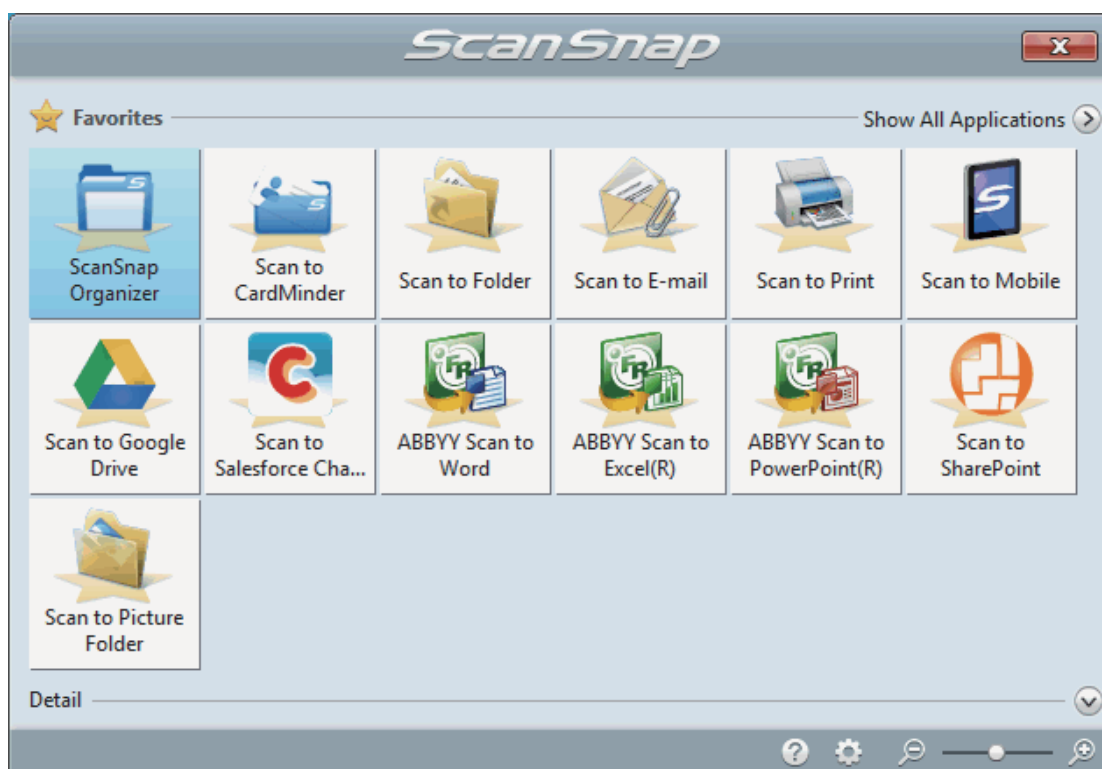 ScanSnap
Favorites
Show All Applications
ScanSnap
Organizer
Scan to
CardMinder
Scan to Folder
Scan to E-mail
Scan to Print
Scan to Mobile
Scan to Google
Drive
Scan to
Salesforce Cha...
ABBYY Scan to
Word
ABBYY Scan to
Excel(R)
ABBYY Scan to
PowerPoint(R)
Scan to
SharePoint
Scan to Picture
Folder
Detail